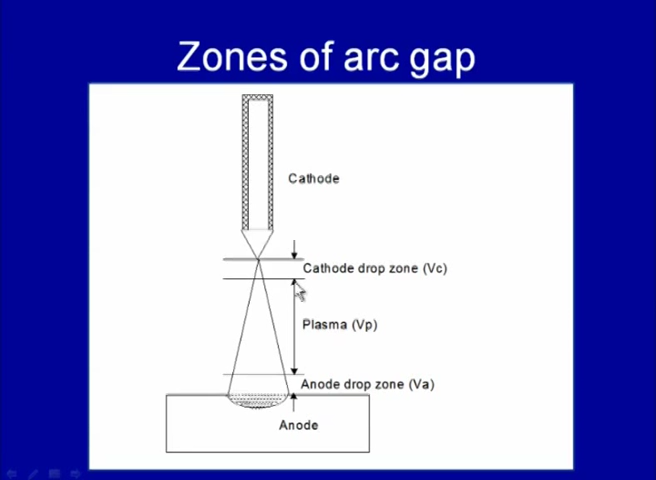 Zones of arc gap
Cathode
Cathode drop zone (Vc)
Plasma (Vp)
Anode drop zone (Va)
Anode